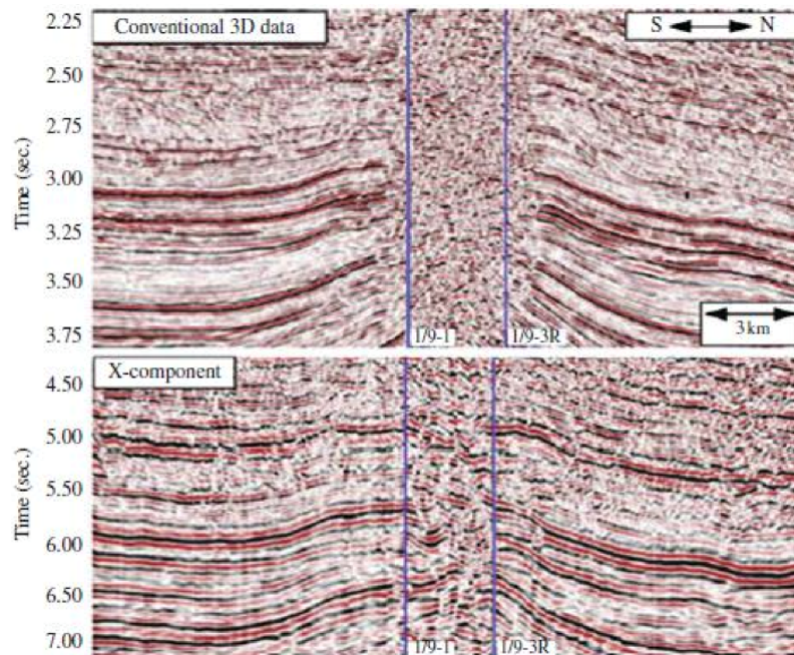 Conventional 3D data
S N
Time (sec.)
2.25
2.50
2.75
3.00
3.25
3.50
3.75
3 km
1/9-1
1/9-3R
X-component
Time (sec.)
4.50
5.00
5.50
6.00
6.50
7.00
1/9-1
1/9-3R